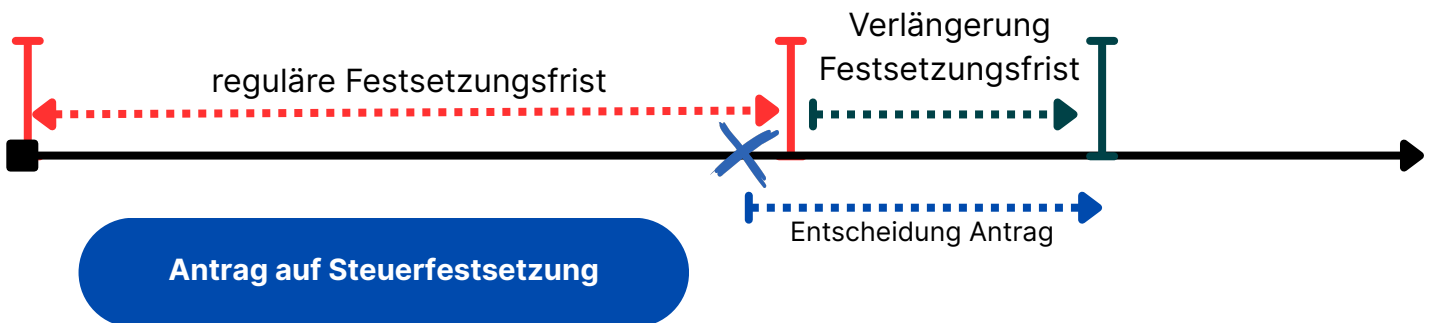 reguläre Festsetzungsfrist
Verlängerung
Festsetzungsfrist
Entscheidung Antrag
Antrag auf Steuerfestsetzung